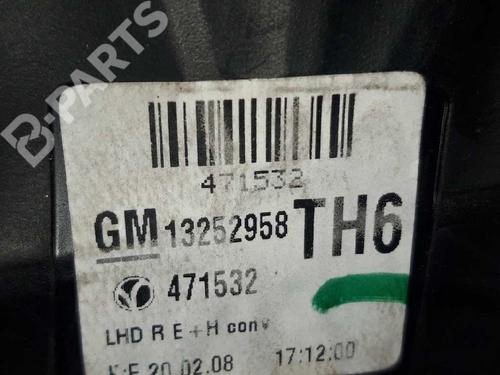 B-PARTS
471532
GM 13252958 TH6
471532
LHD R E+H conv
20.02.08 17:12:00